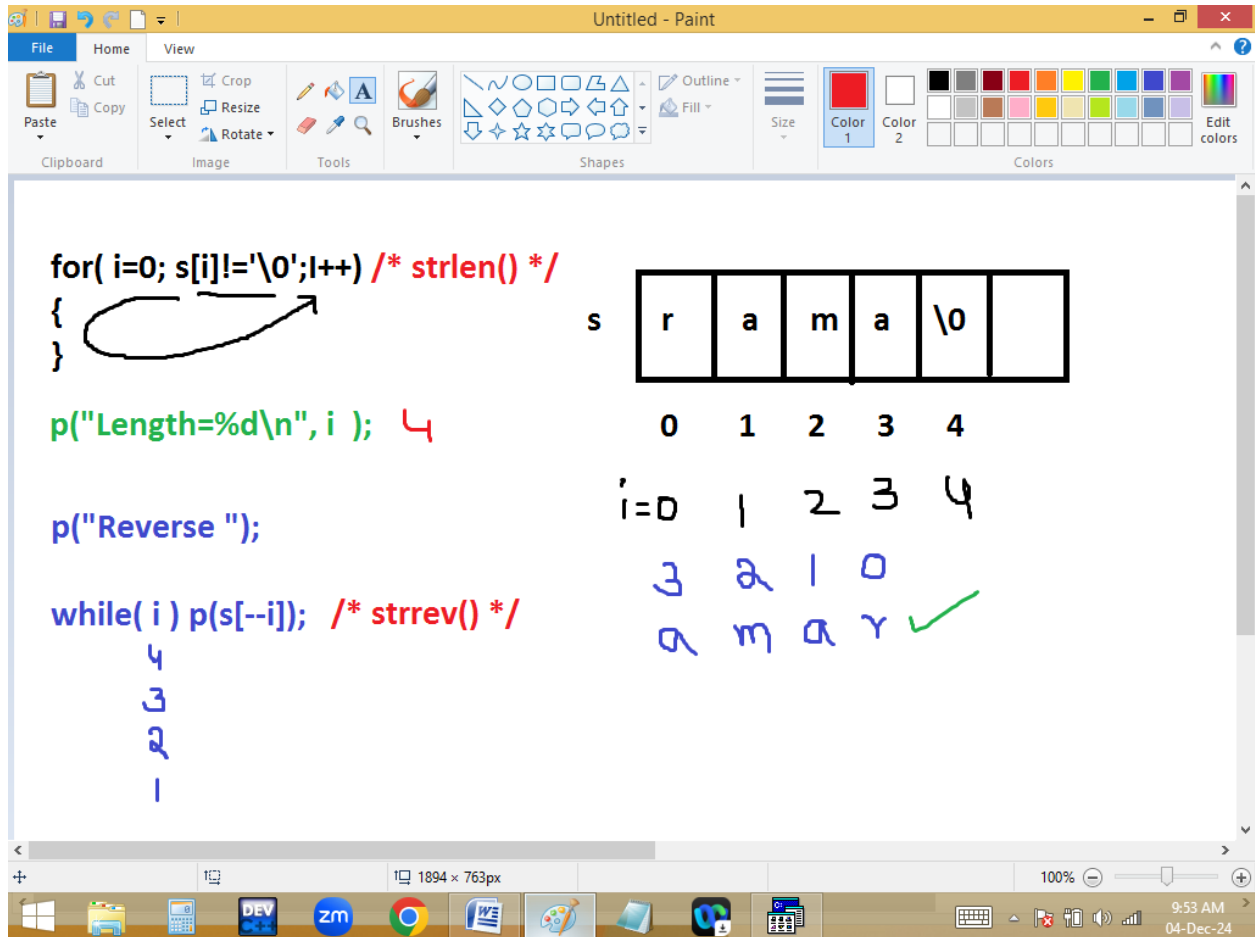 Untitled - Paint
File Home View
Paste
Cut
Copy
Clipboard
Select
Crop
Resize
Rotate
Image
Tools
Brushes
Shapes
Outline
Fill
Size
Color 1
Color 2
Edit colors
Colors
for( i=0; s[i]!='\0';I++) /* strlen() */
{
}
s r a m a \0
p("Length=%d\n", i ); 4
0 1 2 3 4
i=0 1 2 3 4
p("Reverse ");
3 2 1 0
while( i ) p(s[--i]); /* strrev() */
a m a r
4
3
2
1
1894 × 763px
100%
DEV C++
zm
9:53 AM
04-Dec-24